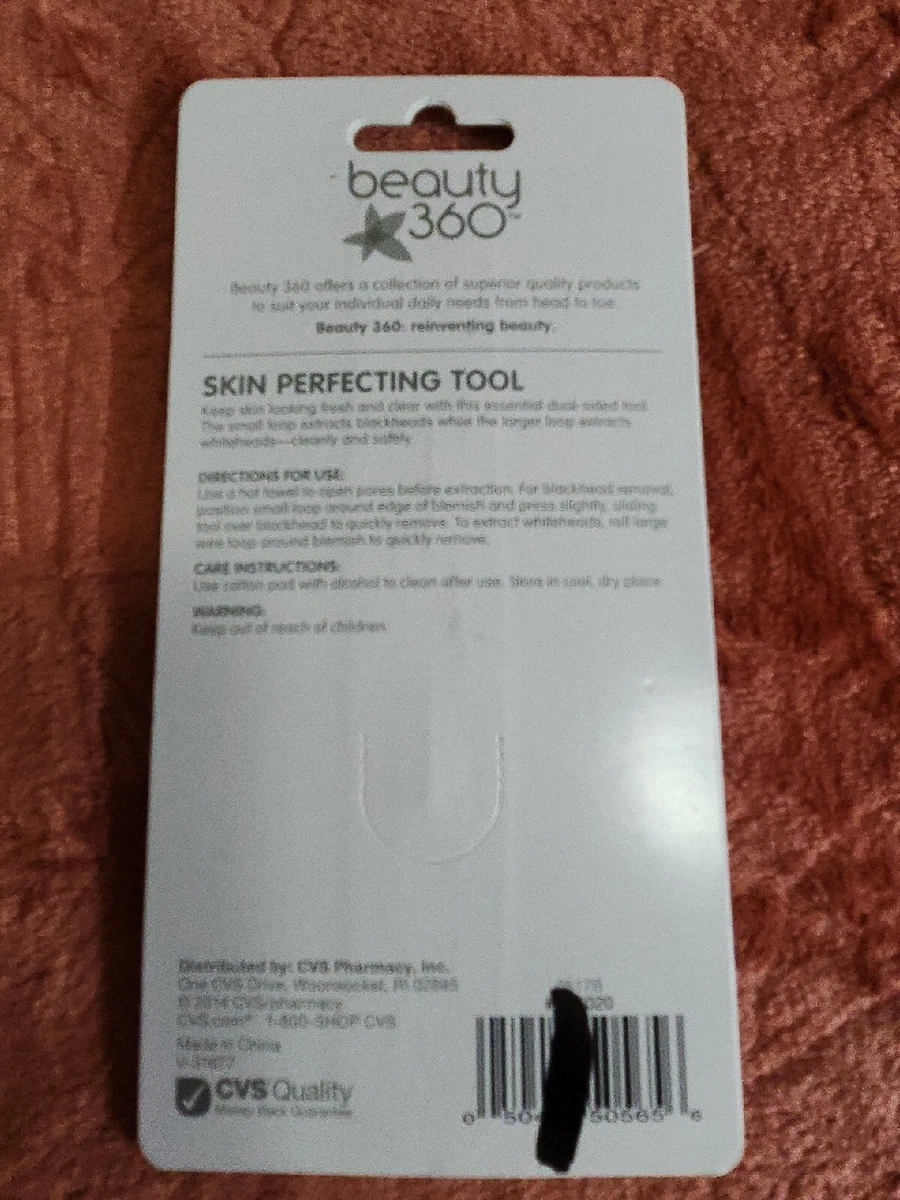 beauty
360™
Beauty 360 offers a collection of superior quality products
to suit your individual daily needs from head to toe.
Beauty 360: reinventing beauty.
SKIN PERFECTING TOOL
Keep skin looking fresh and clear with this essential dual-sided tool.
The small loop extracts blackheads while the larger loop extracts
whiteheads—cleanly and safely.
DIRECTIONS FOR USE:
Use a hot towel to open pores before extraction. For blackhead removal,
position small loop around edge of blemish and press slightly, sliding
tool over blackhead to quickly remove. To extract whiteheads, roll large
wire loop around blemish to quickly remove.
CARE INSTRUCTIONS:
Use cotton pad with alcohol to clean after use. Store in cool, dry place.
WARNING:
Keep out of reach of children.
Distributed by: CVS Pharmacy, Inc.
One CVS Drive, Woonsocket, RI 02895
© 2014 CVS/pharmacy
CVS.com® 1-800-SHOP CVS
Made in China
CVS Quality
Money Back Guarantee
020
0 50 50565 6